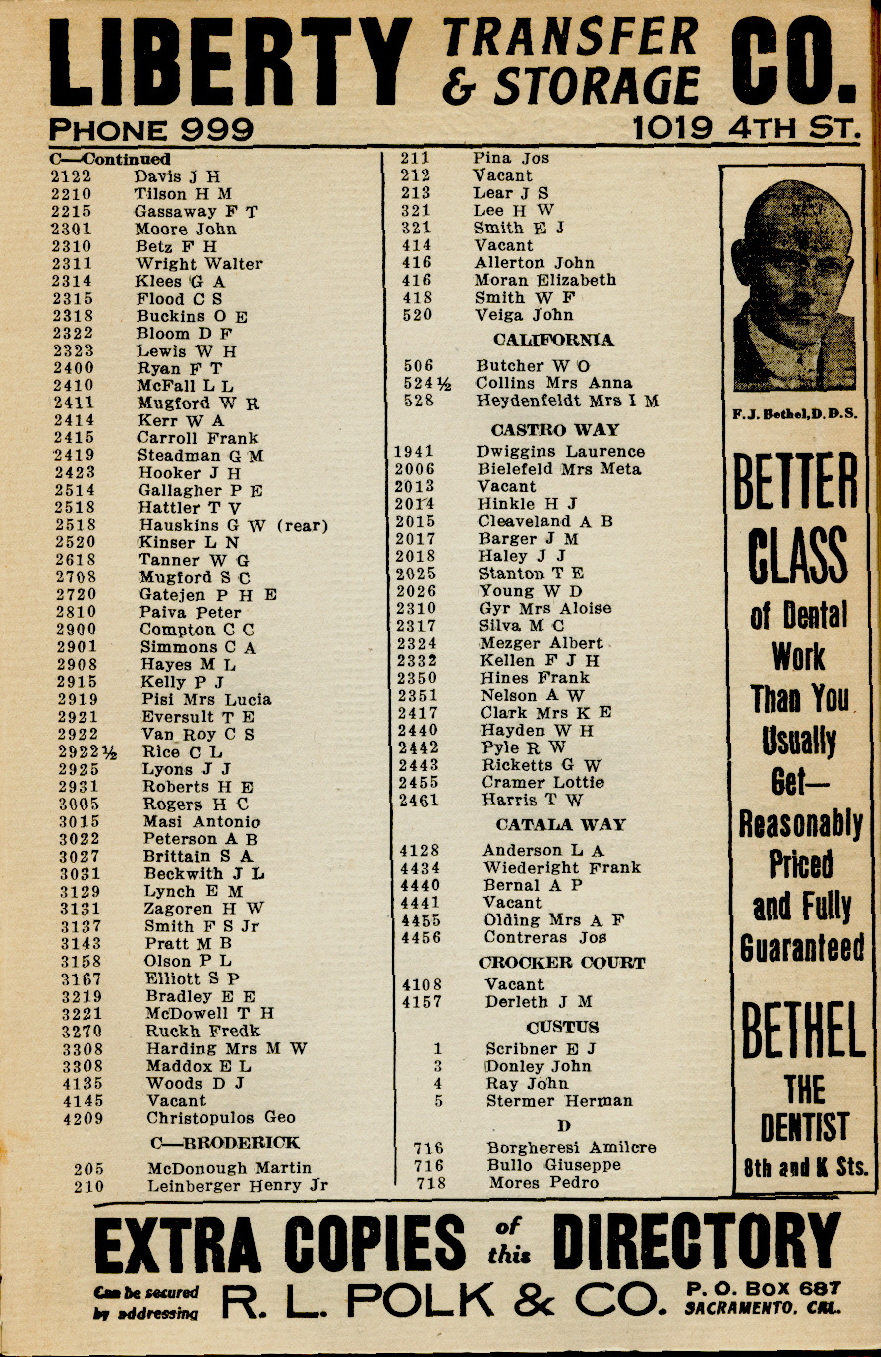 LIBERTY TRANSFER & STORAGE CO.
PHONE 999 1019 4TH ST.
C—Continued
2122 Davis J H
2210 Tilson H M
2215 Gassaway F T
2301 Moore John
2310 Betz F H
2311 Wright Walter
2314 Klees G A
2315 Flood C S
2318 Buckins O E
2322 Bloom D F
2323 Lewis W H
2400 Ryan F T
2410 McFall L L
2411 Mugford W R
2414 Kerr W A
2415 Carroll Frank
2419 Steadman G M
2423 Hooker J H
2514 Gallagher P E
2518 Hattler T V
2518 Hauskins G W (rear)
2520 Kinser L N
2618 Tanner W G
2708 Mugford S C
2720 Gatejen P H E
2810 Paiva Peter
2900 Compton C C
2901 Simmons C A
2908 Hayes M L
2915 Kelly P J
2919 Pisi Mrs Lucia
2921 Eversult T E
2922 Van Roy C S
2922½ Rice C L
2925 Lyons J J
2931 Roberts H E
3005 Rogers H C
3015 Masi Antonio
3022 Peterson A B
3027 Brittain S A
3031 Beckwith J L
3129 Lynch E M
3131 Zagoren H W
3137 Smith F S Jr
3143 Pratt M B
3158 Olson P L
3167 Elliott S P
3219 Bradley E E
3221 McDowell T H
3270 Ruckh Fredk
3308 Harding Mrs M W
3308 Maddox E L
4135 Woods D J
4145 Vacant
4209 Christopulos Geo
C—BRODERICK
205 McDonough Martin
210 Leinberger Henry Jr
211 Pina Jos
212 Vacant
213 Lear J S
321 Lee H W
321 Smith E J
414 Vacant
416 Allerton John
416 Moran Elizabeth
418 Smith W F
520 Veiga John
CALIFORNIA
506 Butcher W O
524½ Collins Mrs Anna
528 Heydenfeldt Mrs I M
CASTRO WAY
1941 Dwiggins Laurence
2006 Bielefeld Mrs Meta
2013 Vacant
2014 Hinkle H J
2015 Cleaveland A B
2017 Barger J M
2018 Haley J J
2025 Stanton T E
2026 Young W D
2310 Gyr Mrs Aloise
2317 Silva M C
2324 Mezger Albert
2332 Kellen F J H
2350 Hines Frank
2351 Nelson A W
2417 Clark Mrs K E
2440 Hayden W H
2442 Pyle R W
2443 Ricketts G W
2455 Cramer Lottie
2461 Harris T W
CATALA WAY
4128 Anderson L A
4434 Wiederight Frank
4440 Bernal A P
4441 Vacant
4455 Olding Mrs A F
4456 Contreras Jos
CROCKER COURT
4108 Vacant
4157 Derleth J M
CUSTUS
1 Scribner E J
3 Donley John
4 Ray John
5 Stermer Herman
D
716 Borgheresi Amilcre
716 Bullo Giuseppe
718 Mores Pedro
F. J. Bethel, D. D. S.
BETTER
CLASS
of Dental
Work
Than You
Usually
Get—
Reasonably
Priced
and Fully
Guaranteed
BETHEL
THE
DENTIST
8th and K Sts.
EXTRA COPIES of this DIRECTORY
Can be secured
by addressing
R. L. POLK & CO.
P. O. BOX 687
SACRAMENTO, CAL.